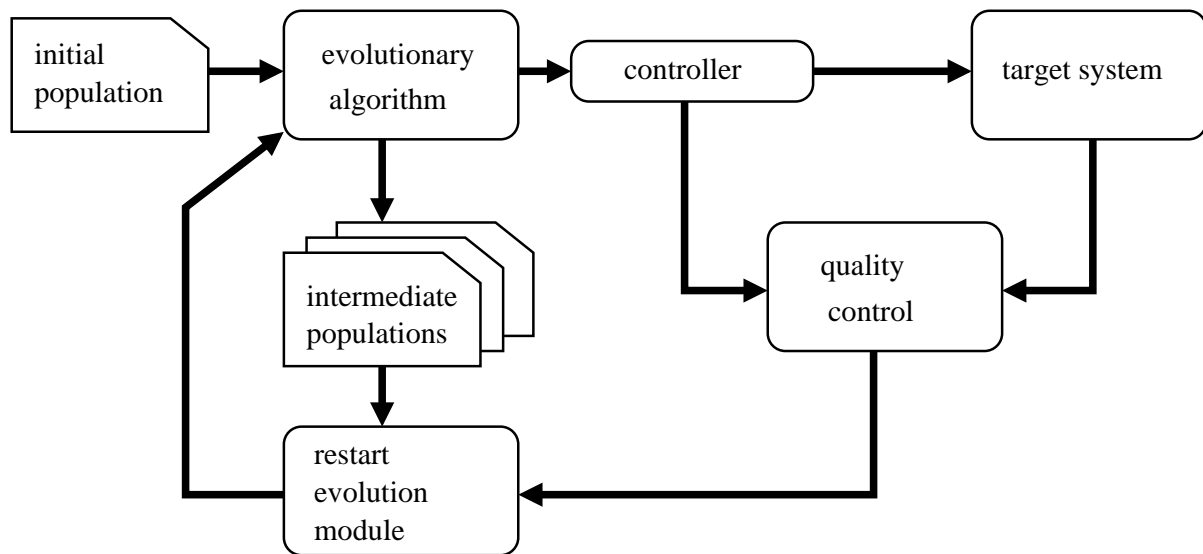 initial
population
evolutionary
algorithm
controller
target system
intermediate
populations
quality
control
restart
evolution
module